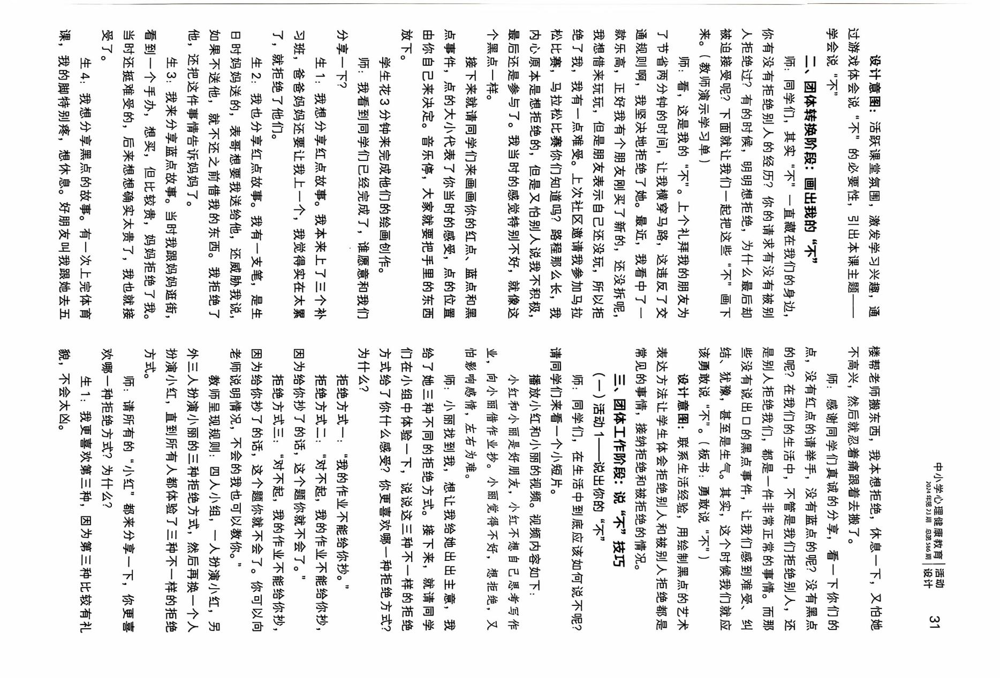 中小学心理健康教育
2024年第23期 总第586期
活动
设计
31
设计意图：活跃课堂氛围，激发学习兴趣，通
过游戏体会说“不”的必要性，引出本课主题——
学会说“不”
二、团体转换阶段：画出我的“不”
师：同学们，其实“不”一直藏在我们的身边，
你有没有拒绝别人的经历？你的请求有没有被别
人拒绝过？有的时候，明明想拒绝，为什么最后却
被迫接受呢？下面就让我们一起把这些“不”画下
来。（教师演示学习单）
师：看，这是我的“不”。上个礼拜我的朋友为
了节省两分钟的时间，让我横穿马路，这违反了交
通规则啊，我坚决地拒绝了她。最近，我看中了一
款乐高，正好我有个朋友刚买了新的，还没拆呢，
我想借来玩玩，但是朋友表示自己还没玩，所以拒
绝了我，我有一点难受。上次社区邀请我参加马拉
松比赛，马拉松比赛你们知道吗？路程那么长，我
内心原本是想拒绝的，但是又怕别人说我不积极，
最后还是参与了。我当时的感觉特别不好，就像这
个黑点一样。
接下来就请同学们来画画你的红点、蓝点和黑
点事件，点的大小代表了你当时的感受，点的位置
由你自己来决定。音乐停，大家就要把手里的东西
放下。
学生花3分钟来完成他们的绘画创作。
师：我看到同学们已经完成了，谁愿意和我们
分享一下？
生1：我想分享红点故事。我本来上了三个补
习班，爸爸妈妈还要让我上一个，我觉得实在太累
了，就拒绝了他们。
生2：我也分享红点故事。我有一支笔，是生
日时妈妈送的，表哥想要我送给他，还威胁我说，
如果不送他，就不还之前借我的东西。我拒绝了
他，还把这件事情告诉妈妈了。
生3：我来分享蓝点故事。当时我跟妈妈逛街，
看到一个手办，想买，但比较贵，妈妈拒绝了我。
当时还挺难受的，后来想想确实太贵了，我也就接
受了。
生4：我想分享黑点的故事。有一次上完体育
课，我的脚特别疼，想休息。好朋友叫我跟她去五
楼帮老师搬东西，我本想拒绝，休息一下，又怕她
不高兴，然后就忍着痛跟着去搬了。
师：感谢同学们真诚的分享，看一下你们的
点，没有红点的请举手，没有蓝点的呢？没有黑点
的呢？在我们的生活中，不管是我们拒绝别人，还
是别人拒绝我们，都是一件非常正常的事情。而那
些没有说出口的黑点事件，让我们感到难受、纠
结、犹豫，甚至是生气。其实，这个时候我们就应
该勇敢说“不”。（板书：勇敢说“不”）
设计意图：联系生活经验，用绘制黑点的艺术
表达方法让学生体会拒绝别人和被别人拒绝都是
常见的事情，接纳拒绝和被拒绝的情况。
三、团体工作阶段：说“不”技巧
（一）活动1——说出你的“不”
师：同学们，在生活中到底应该如何说不呢？
请同学们来看一个小短片。
播放小红和小丽的视频。视频内容如下：
小红和小丽是好朋友，小红不想自己思考写作
业，向小丽借作业抄。小丽觉得不好，想拒绝，又
怕影响感情，左右为难。
师：小丽找到我，想让我给她出出主意，我
给了她三种不同的拒绝方式。接下来，就请同学
们在小组中体验一下，说说这三种不一样的拒绝
方式给了你什么感受？你更喜欢哪一种拒绝方式？
为什么？
拒绝方式一：“我的作业不能给你抄。”
拒绝方式二：“对不起，我的作业不能给你抄，
因为给你抄了的话，这个题你就不会了。”
拒绝方式三：“对不起，我的作业不能给你抄，
因为给你抄了的话，这个题你就不会了。你可以向
老师说明情况，不会的我也可以教你。”
教师呈现规则：四人小组，一人扮演小红，另
外三人扮演小丽的三种拒绝方式，然后再换一个人
扮演小红，直到所有人都体验了三种不一样的拒绝
方式。
师：请所有的“小红”都来分享一下，你更喜
欢哪一种拒绝方式？为什么？
生1：我更喜欢第三种，因为第三种比较有礼
貌，不会太凶。